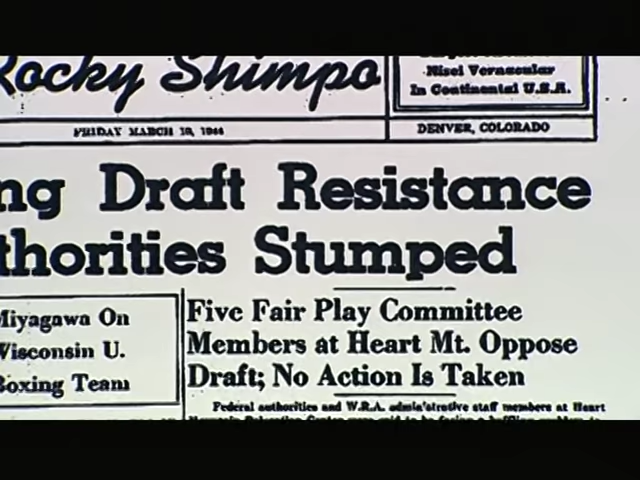 Rocky Shimpo
Nisei Vernacular
In Continental U.S.A.
FRIDAY MARCH 10, 1944
DENVER, COLORADO
ng Draft Resistance
thorities Stumped
Miyagawa On
Wisconsin U.
Boxing Team
Five Fair Play Committee
Members at Heart Mt. Oppose
Draft; No Action Is Taken
Federal authorities and W.R.A. admin'strative staff members at Heart